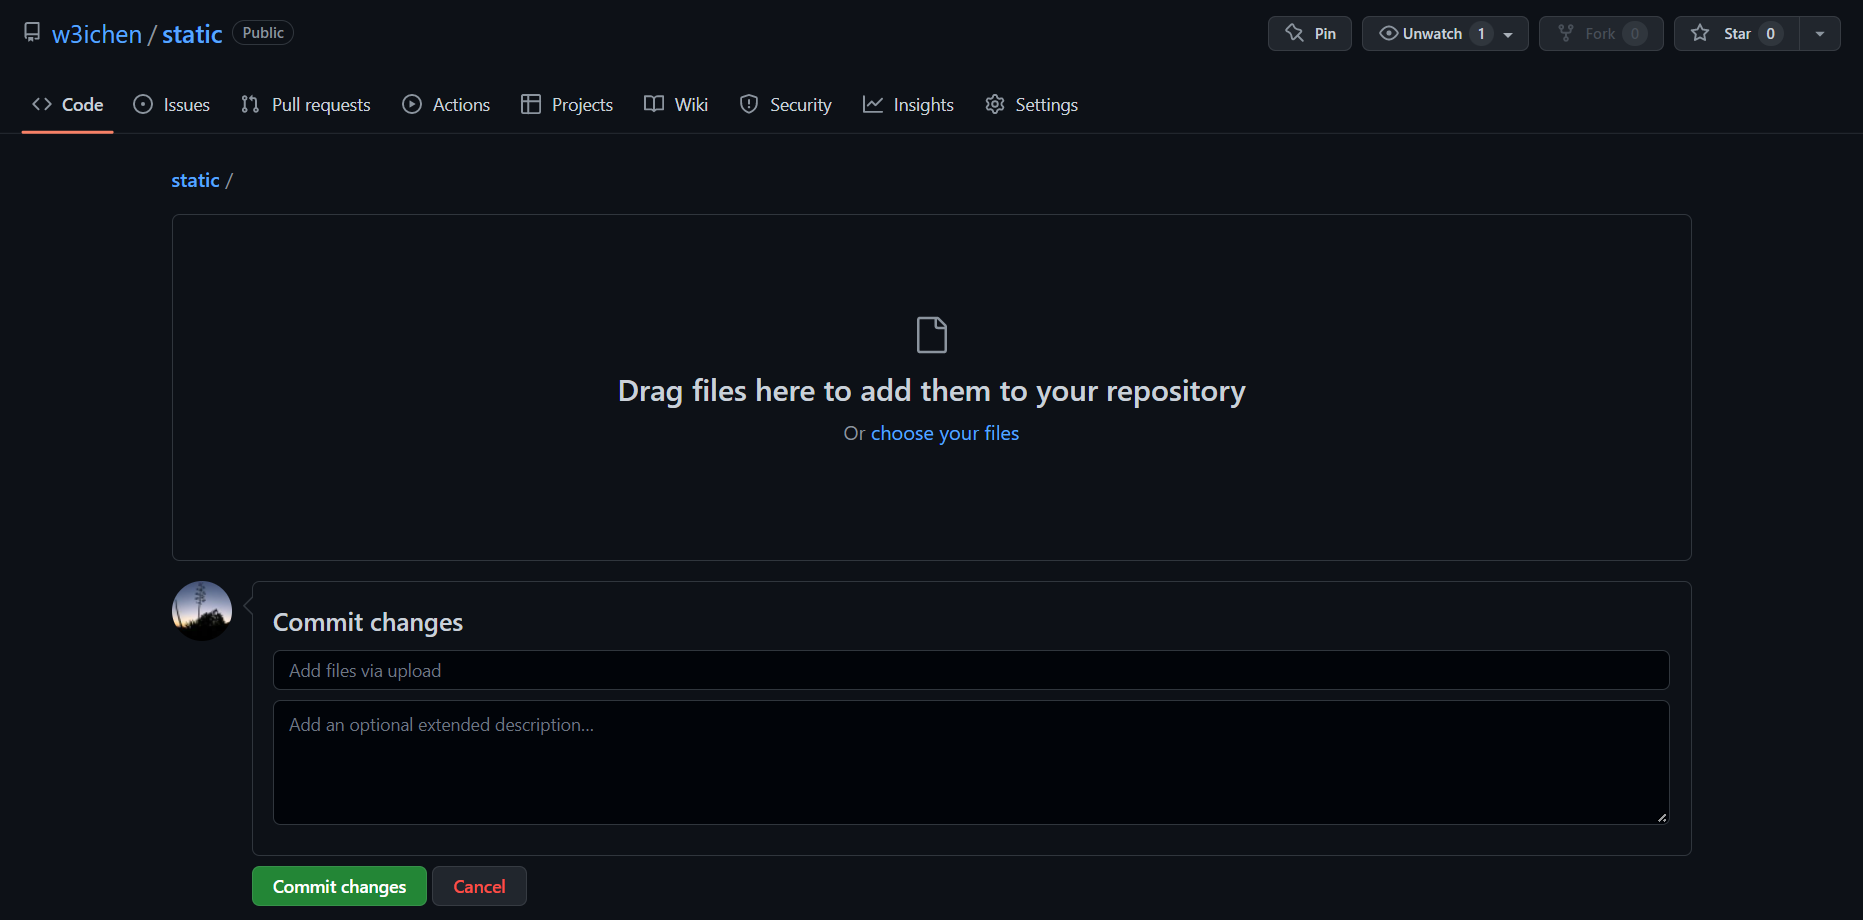 w3ichen / static Public
Pin
Unwatch 1
Fork 0
Star 0
Code Issues Pull requests Actions Projects Wiki Security Insights Settings
static /
Drag files here to add them to your repository
Or choose your files
Commit changes
Add files via upload
Add an optional extended description...
Commit changes Cancel